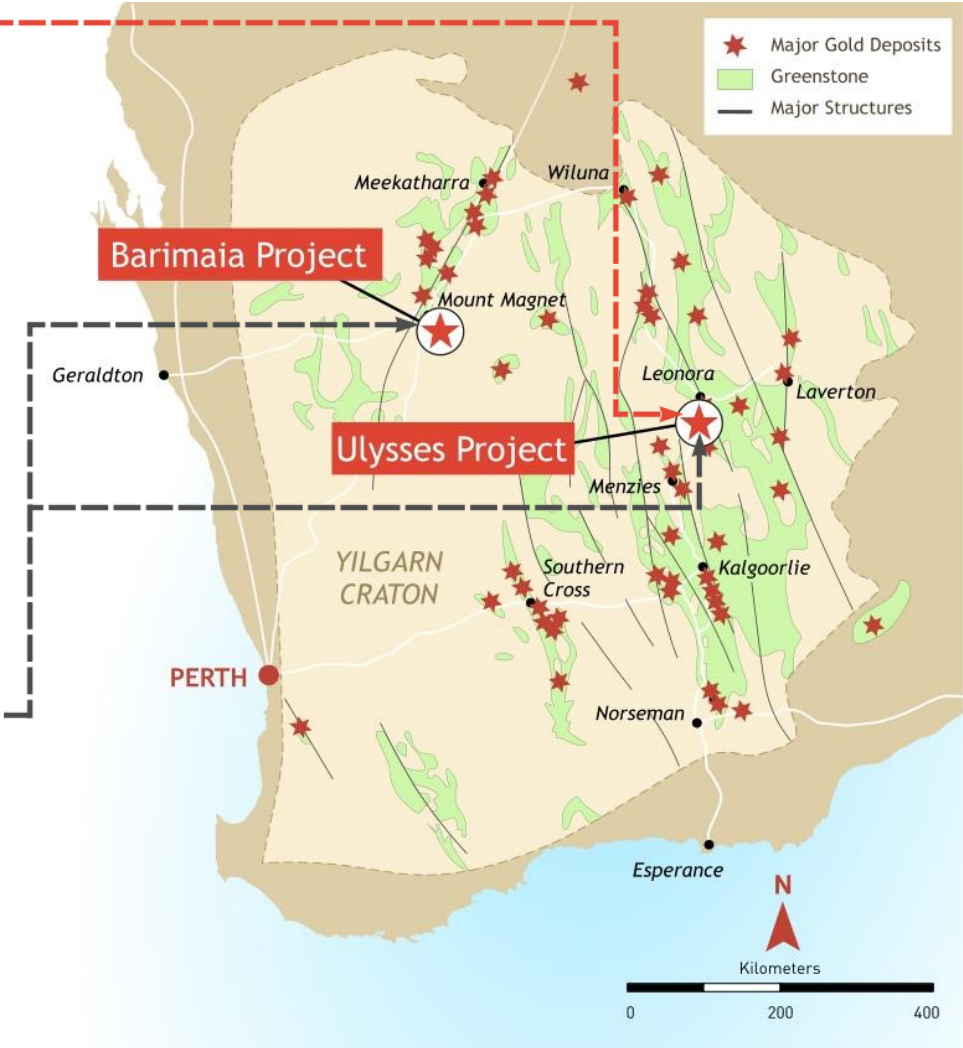 Major Gold Deposits
Greenstone
Major Structures
Wiluna
Meekatharra
Barimaia Project
Mount Magnet
Geraldton
Leonora
Laverton
Ulysses Project
Menzies
YILGARN
CRATON
Southern
Cross
Kalgoorlie
PERTH
Norseman
Esperance
N
Kilometers
0 200 400